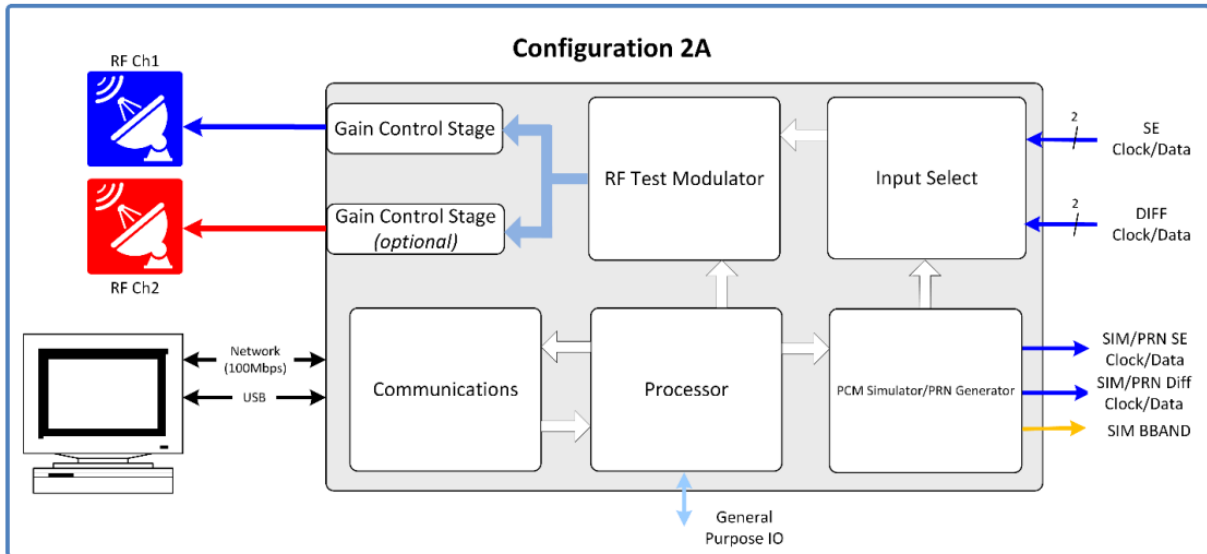 Configuration 2A
RF Ch1
Gain Control Stage
RF Test Modulator
Input Select
2
SE
Clock/Data
Gain Control Stage
(optional)
2
DIFF
Clock/Data
RF Ch2
Network
(100Mbps)
USB
Communications
Processor
PCM Simulator/PRN Generator
SIM/PRN SE
Clock/Data
SIM/PRN Diff
Clock/Data
SIM BBAND
General
Purpose IO